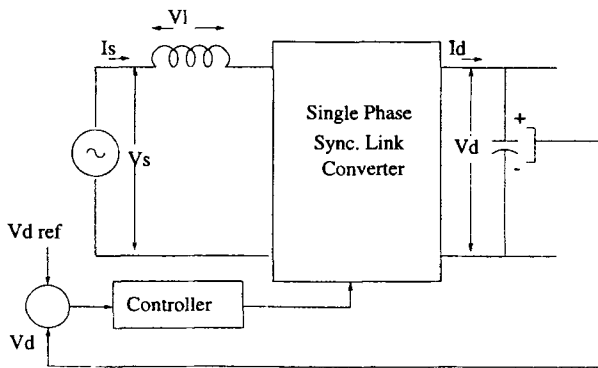 Vl
Is
Id
Single Phase
Sync. Link
Converter
Vs
Vd
+
-
Vd ref
Controller
Vd